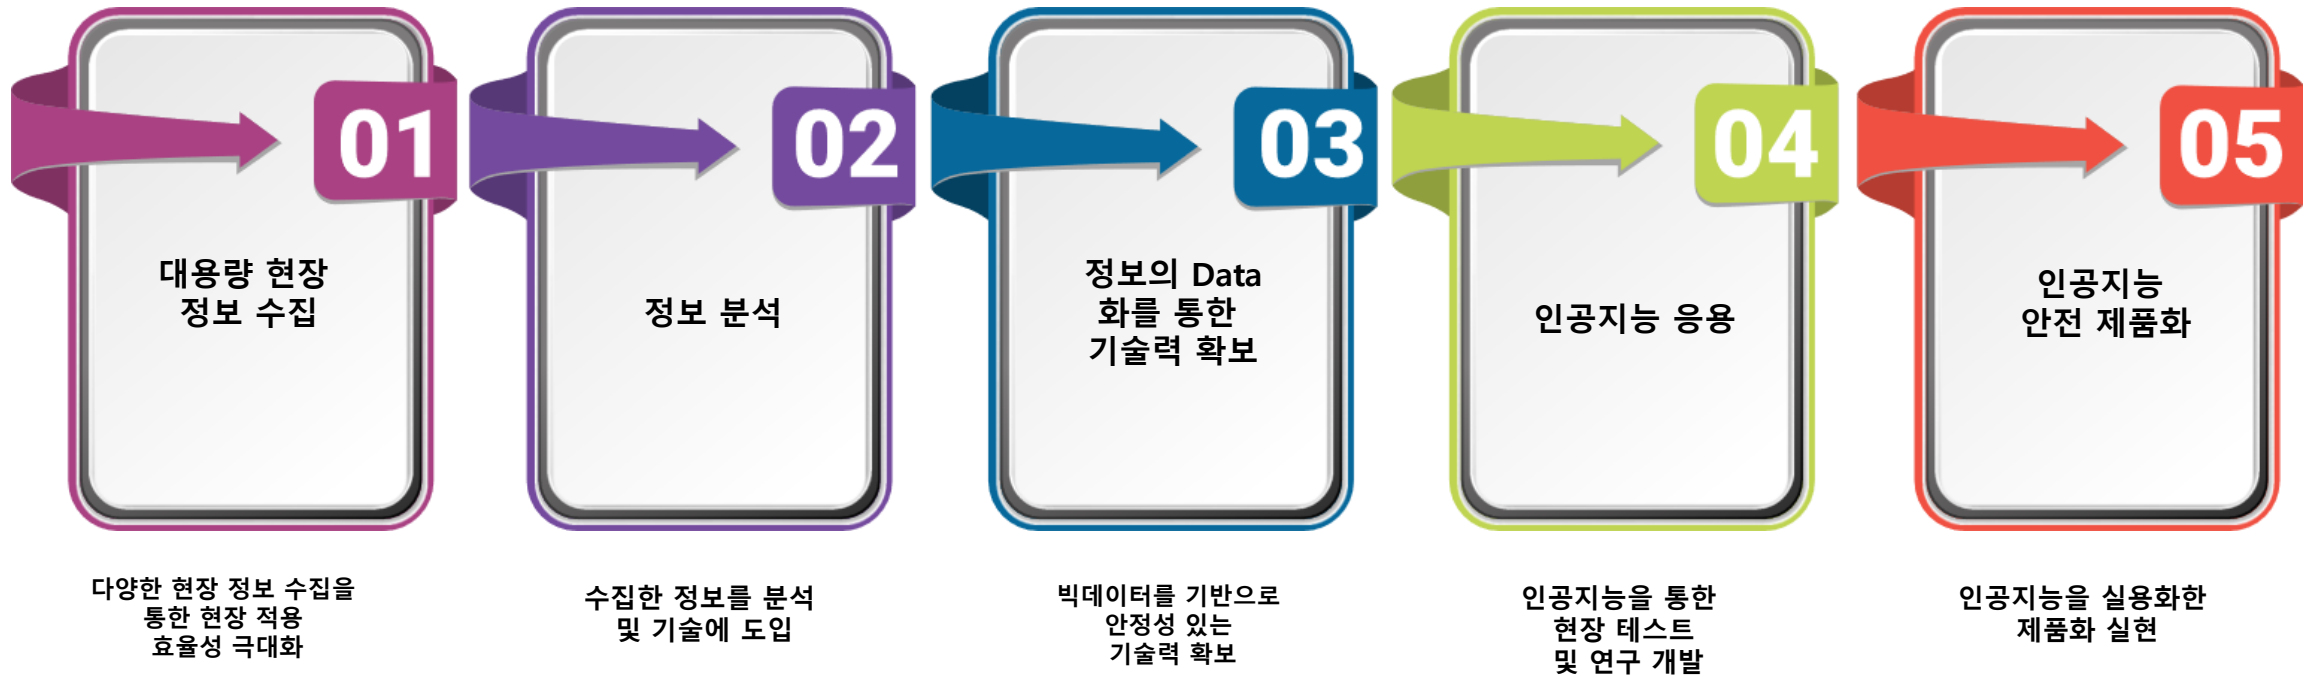 01
대용량 현장
정보 수집
다양한 현장 정보 수집을
통한 현장 적용
효율성 극대화
02
정보 분석
수집한 정보를 분석
및 기술에 도입
03
정보의 Data
화를 통한
기술력 확보
빅데이터를 기반으로
안정성 있는
기술력 확보
04
인공지능 응용
인공지능을 통한
현장 테스트
및 연구 개발
05
인공지능
안전 제품화
인공지능을 실용화한
제품화 실현